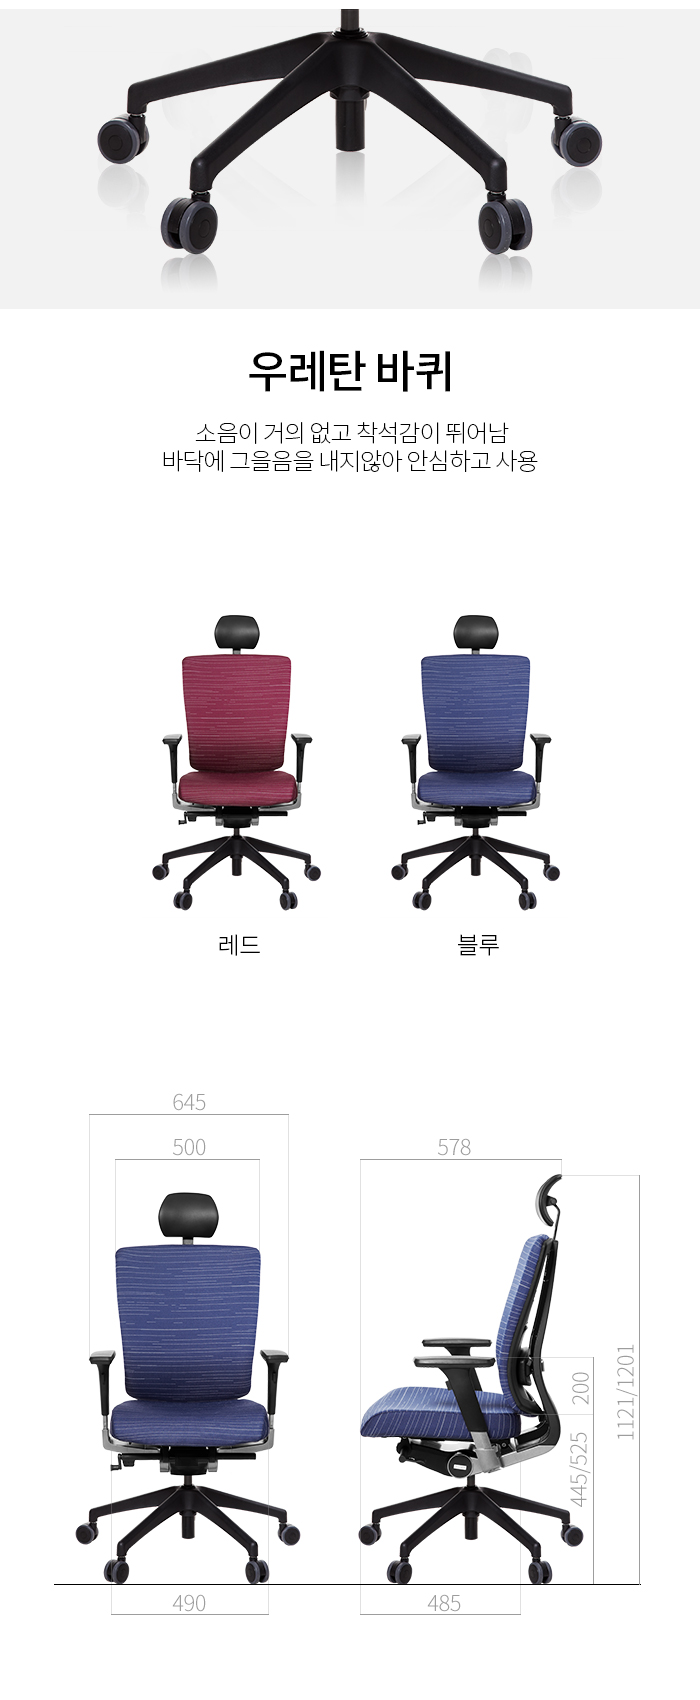 우레탄 바퀴
소음이 거의 없고 착석감이 뛰어남
바닥에 그을음을 내지않아 안심하고 사용
레드
블루
645
500
578
200
445/525
1121/1201
490
485